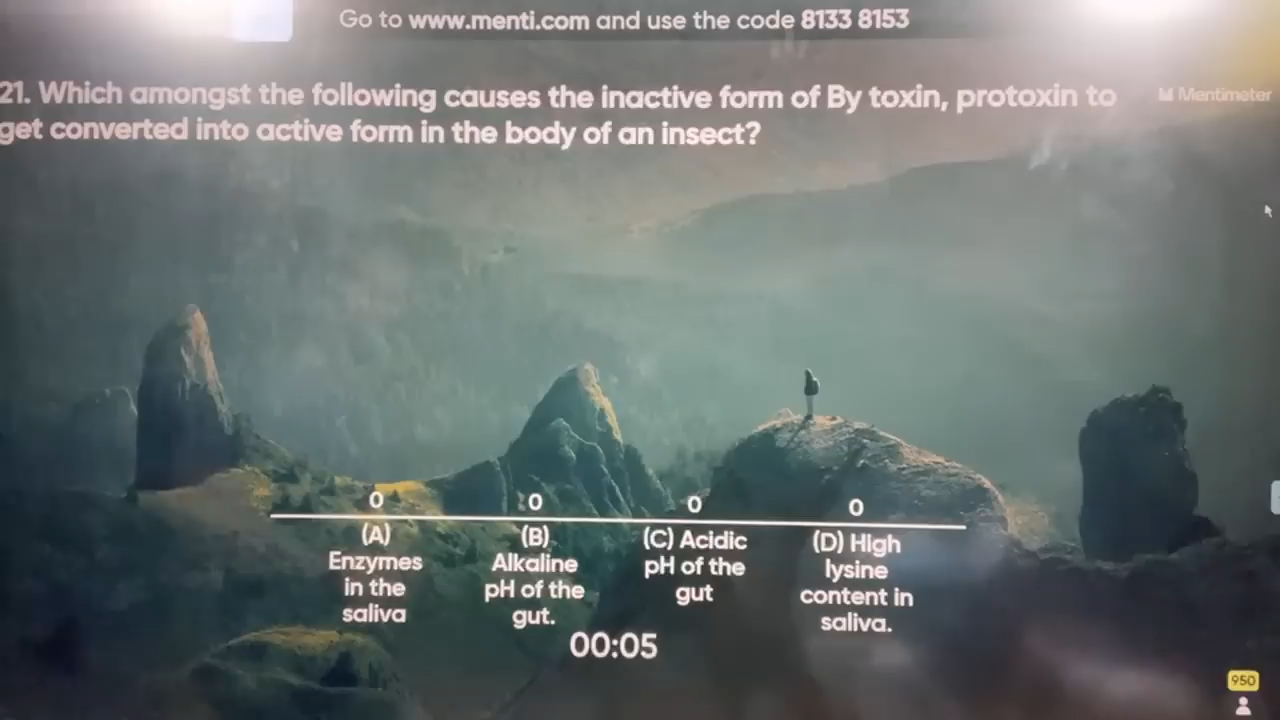 Go to www.menti.com and use the code 8133 8153
21. Which amongst the following causes the inactive form of By toxin, protoxin to
get converted into active form in the body of an insect?
Mentimeter
0
0
0
0
(A)
Enzymes
in the
saliva
(B)
Alkaline
pH of the
gut.
(C) Acidic
pH of the
gut
(D) High
lysine
content in
saliva.
00:05
950